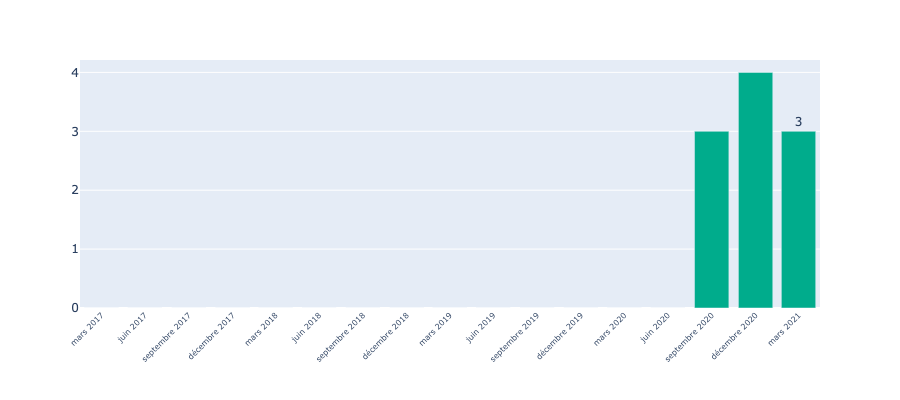 4
3
3
2
1
0
mars 2017
juin 2017
septembre 2017
décembre 2017
mars 2018
juin 2018
septembre 2018
décembre 2018
mars 2019
juin 2019
septembre 2019
décembre 2019
mars 2020
juin 2020
septembre 2020
décembre 2020
mars 2021